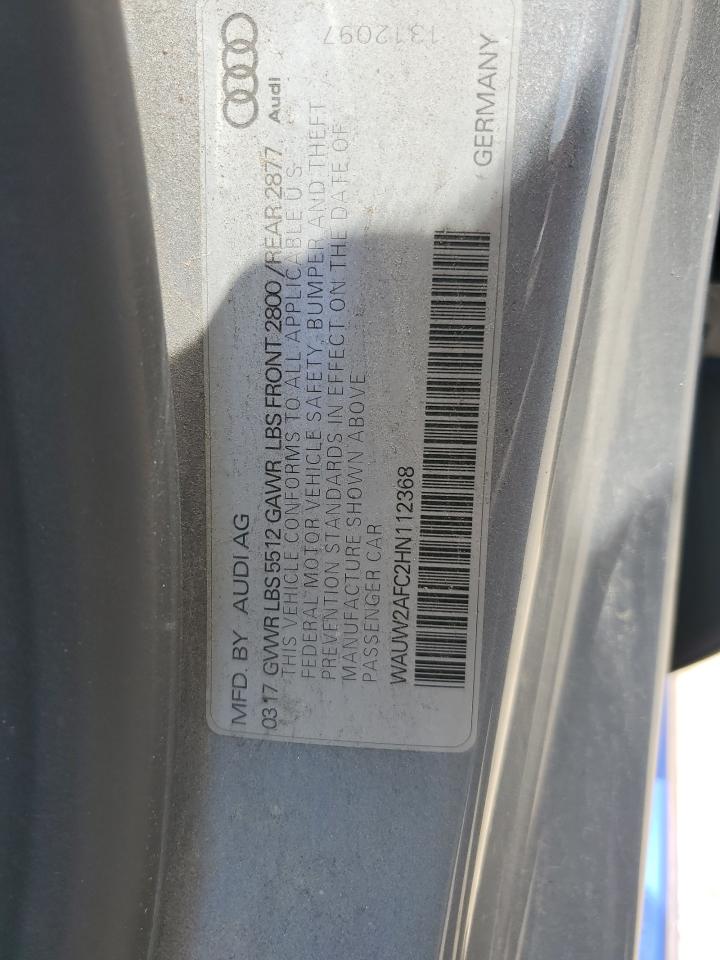 MFD. BY AUDI AG
Audi
03 17 GVWR LBS 5512 GAWR LBS FRONT 2800 / REAR 2877
THIS VEHICLE CONFORMS TO ALL APPLICABLE U S
FEDERAL MOTOR VEHICLE SAFETY, BUMPER AND THEFT
PREVENTION STANDARDS IN EFFECT ON THE DATE OF
MANUFACTURE SHOWN ABOVE
1312097
PASSENGER CAR
WAUW2AFC2HN112368
GERMANY